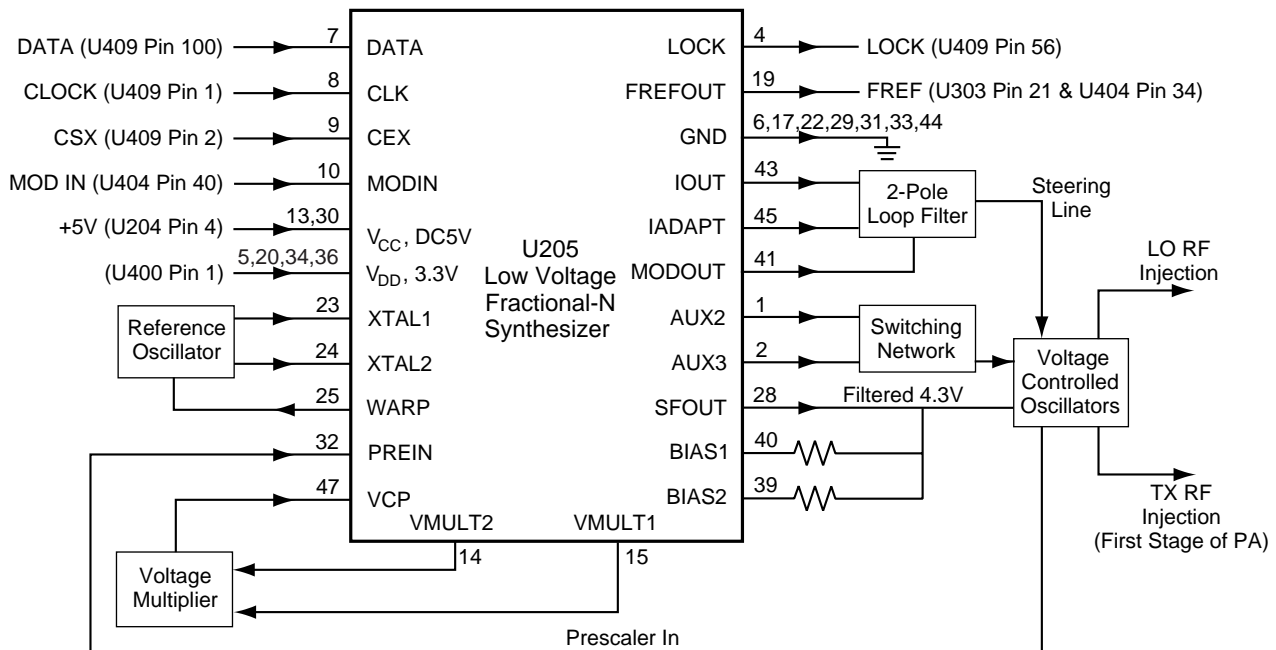 DATA (U409 Pin 100)
7
DATA
CLOCK (U409 Pin 1)
8
CLK
CSX (U409 Pin 2)
9
CEX
MOD IN (U404 Pin 40)
10
MODIN
+5V (U204 Pin 4)
13,30
VCC, DC5V
(U400 Pin 1)
5,20,34,36
VDD, 3.3V
Reference
Oscillator
23
XTAL1
24
XTAL2
25
WARP
32
PREIN
47
VCP
VMULT2
14
VMULT1
15
Voltage
Multiplier
U205
Low Voltage
Fractional-N
Synthesizer
LOCK
4
LOCK (U409 Pin 56)
FREFOUT
19
FREF (U303 Pin 21 & U404 Pin 34)
GND
6,17,22,29,31,33,44
IOUT
43
IADAPT
45
MODOUT
41
2-Pole
Loop Filter
Steering
Line
AUX2
1
AUX3
2
Switching
Network
SFOUT
28
Filtered 4.3V
BIAS1
40
BIAS2
39
Voltage
Controlled
Oscillators
LO RF
Injection
TX RF
Injection
(First Stage of PA)
Prescaler In